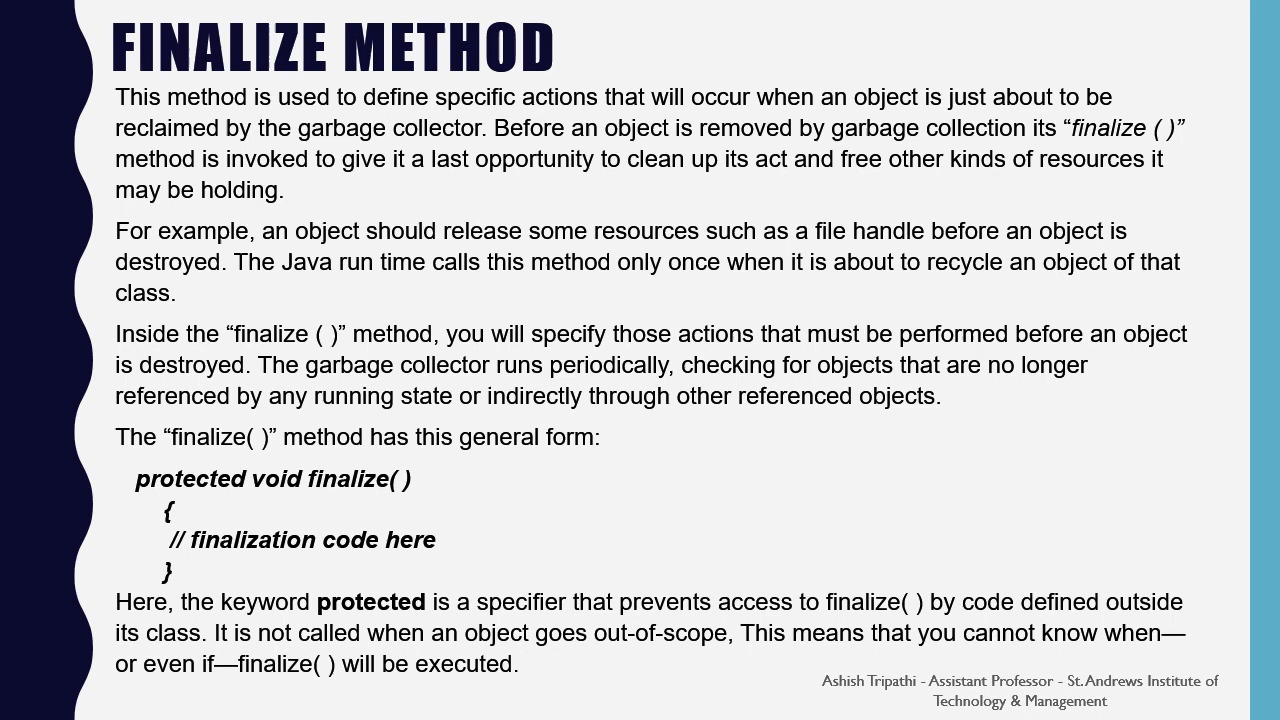 FINALIZE METHOD
This method is used to define specific actions that will occur when an object is just about to be
reclaimed by the garbage collector. Before an object is removed by garbage collection its “finalize ( )”
method is invoked to give it a last opportunity to clean up its act and free other kinds of resources it
may be holding.
For example, an object should release some resources such as a file handle before an object is
destroyed. The Java run time calls this method only once when it is about to recycle an object of that
class.
Inside the “finalize ( )” method, you will specify those actions that must be performed before an object
is destroyed. The garbage collector runs periodically, checking for objects that are no longer
referenced by any running state or indirectly through other referenced objects.
The “finalize( )” method has this general form:
protected void finalize( )
{
// finalization code here
}
Here, the keyword protected is a specifier that prevents access to finalize( ) by code defined outside
its class. It is not called when an object goes out-of-scope, This means that you cannot know when—
or even if—finalize( ) will be executed.
Ashish Tripathi - Assistant Professor - St. Andrews Institute of
Technology & Management